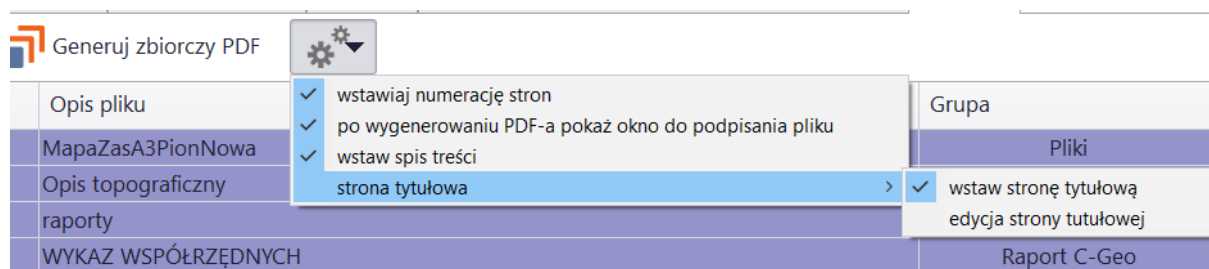 Generuj zbiorczy PDF
Opis pliku
Grupa
wstawiaj numerację stron
po wygenerowaniu PDF-a pokaż okno do podpisania pliku
wstaw spis treści
strona tytułowa
wstaw stronę tytułową
edycja strony tutułowej
MapaZasA3PionNowa
Pliki
Opis topograficzny
raporty
WYKAZ WSPÓŁRZĘDNYCH
Raport C-Geo